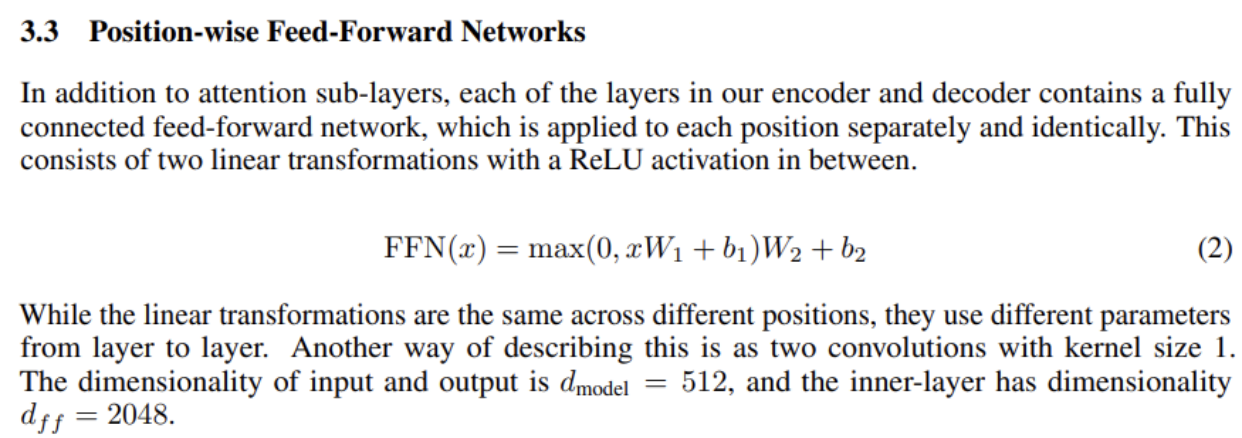 3.3 Position-wise Feed-Forward Networks
In addition to attention sub-layers, each of the layers in our encoder and decoder contains a fully
connected feed-forward network, which is applied to each position separately and identically. This
consists of two linear transformations with a ReLU activation in between.
FFN(x) = max(0, xW₁ + b₁)W₂ + b₂ (2)
While the linear transformations are the same across different positions, they use different parameters
from layer to layer. Another way of describing this is as two convolutions with kernel size 1.
The dimensionality of input and output is d_model = 512, and the inner-layer has dimensionality
d_ff = 2048.